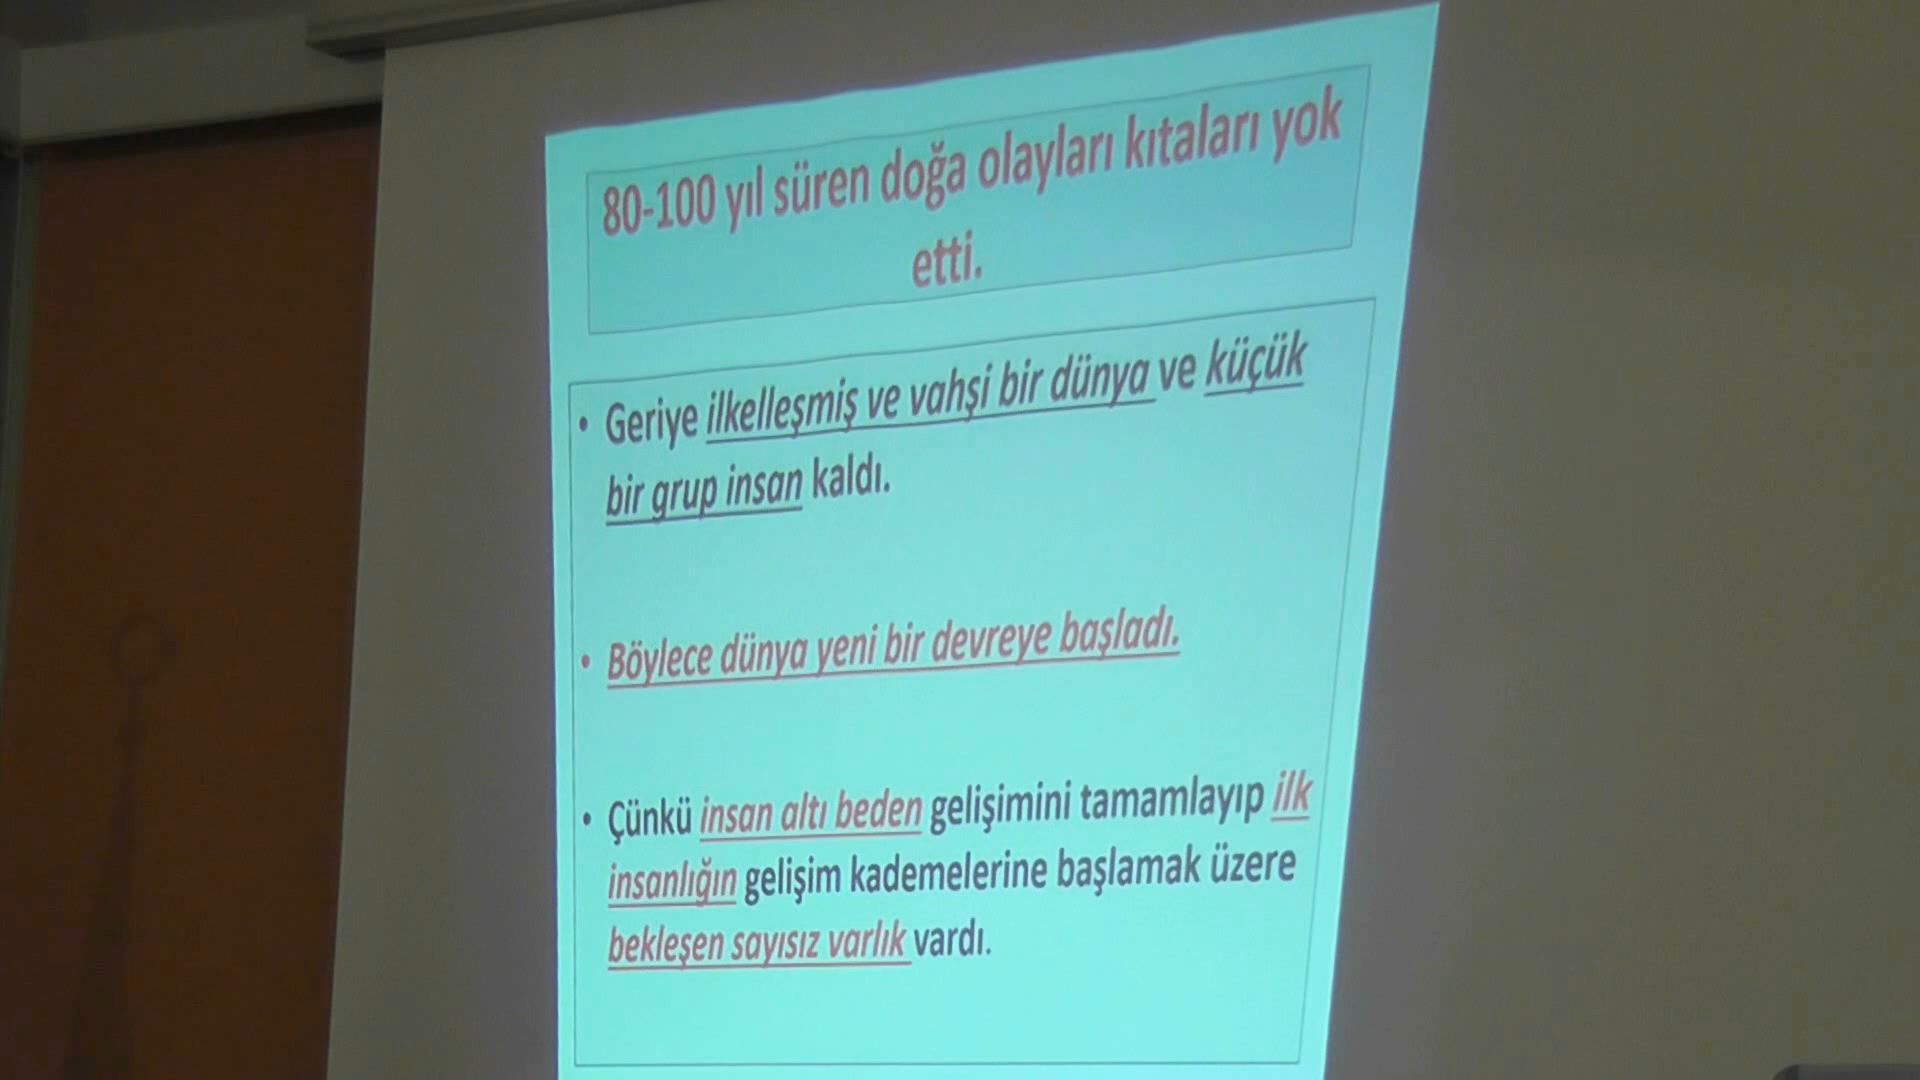 80-100 yıl süren doğa olayları kıtaları yok
etti.
• Geriye ilkelleşmiş ve vahşi bir dünya ve küçük
bir grup insan kaldı.
• Böylece dünya yeni bir devreye başladı.
• Çünkü insan altı beden gelişimini tamamlayıp ilk
insanlığın gelişim kademelerine başlamak üzere
bekleşen sayısız varlık vardı.